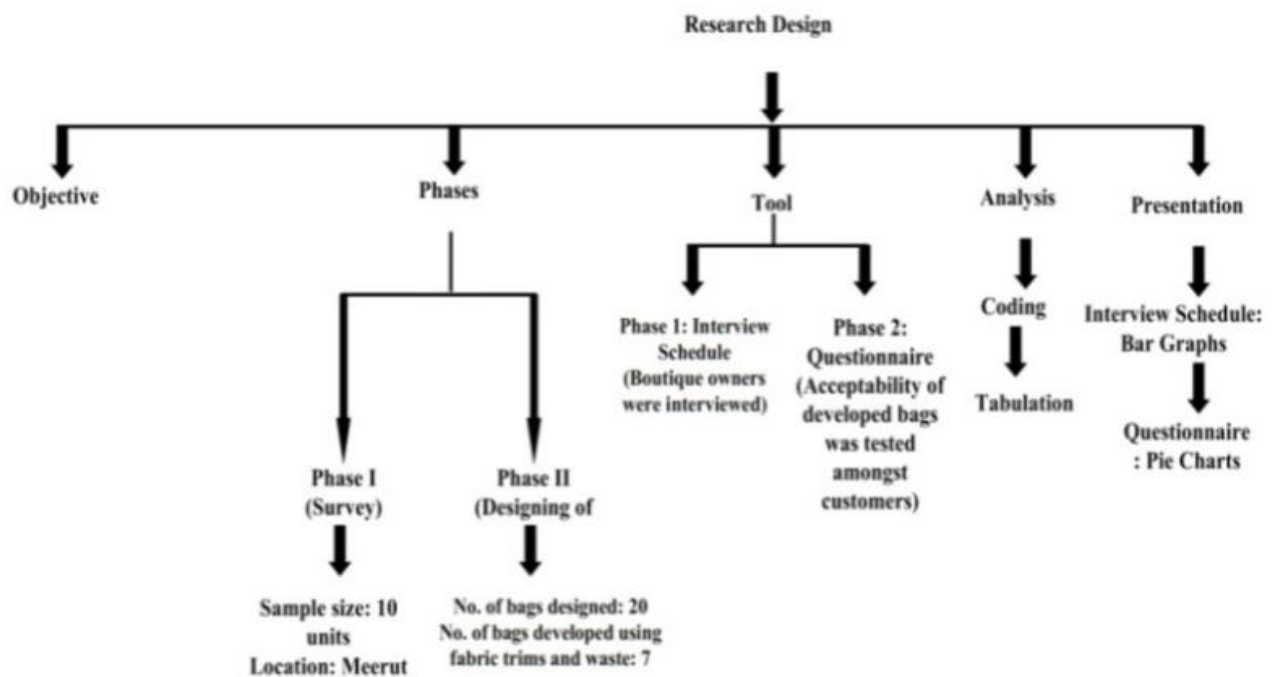 Research Design
Objective
Phases
Tool
Analysis
Presentation
Phase 1: Interview
Schedule
(Boutique owners
were interviewed)
Phase 2:
Questionnaire
(Acceptability of
developed bags
was tested
amongst
customers)
Coding
Tabulation
Interview Schedule:
Bar Graphs
Questionnaire
: Pie Charts
Phase I
(Survey)
Phase II
(Designing of
Sample size: 10
units
Location: Meerut
No. of bags designed: 20
No. of bags developed using
fabric trims and waste: 7